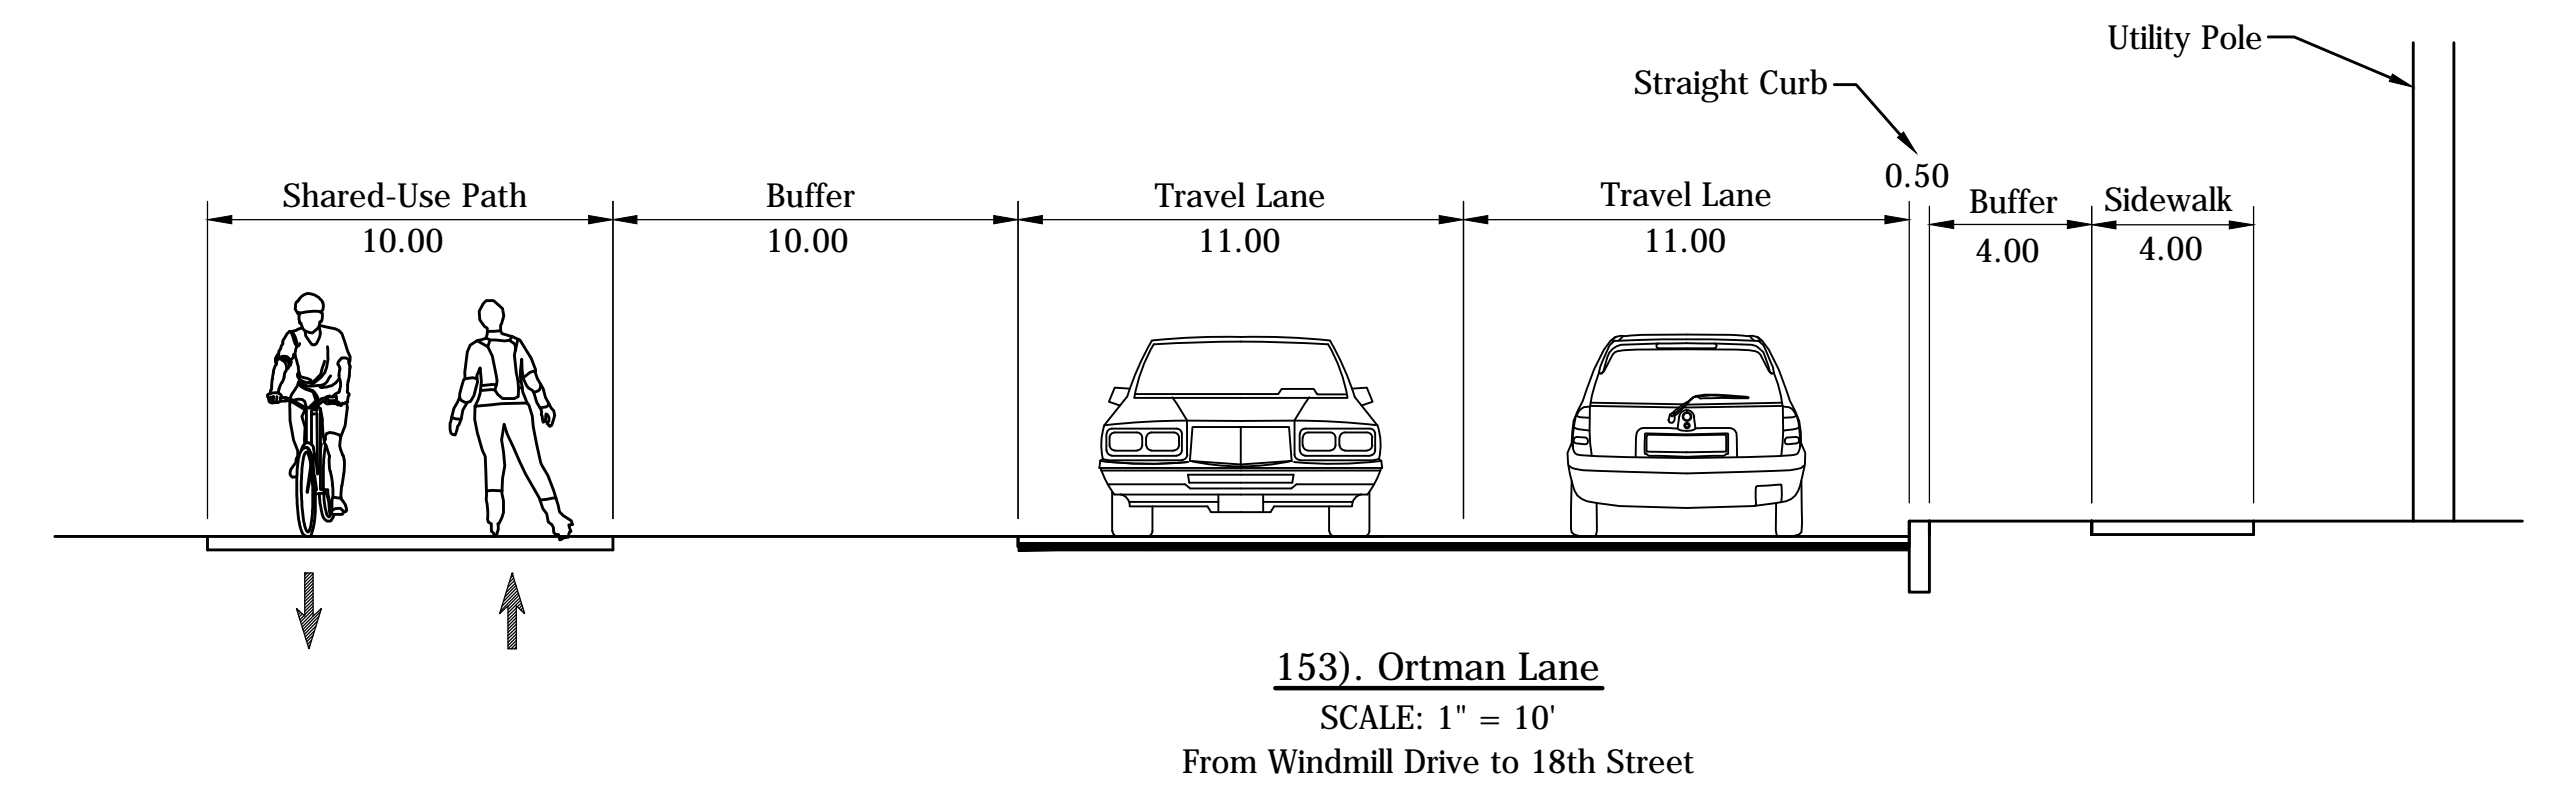 Utility Pole
Straight Curb
0.50
Shared-Use Path
10.00
Buffer
10.00
Travel Lane
11.00
Travel Lane
11.00
Buffer
4.00
Sidewalk
4.00
153). Ortman Lane
SCALE: 1" = 10'
From Windmill Drive to 18th Street